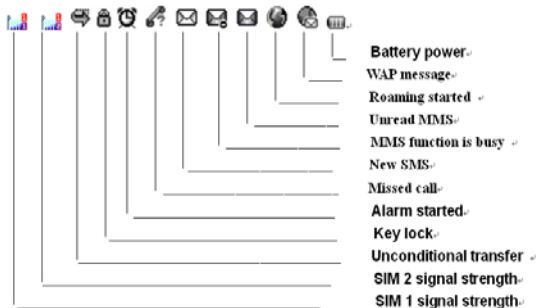 Battery power
WAP message
Roaming started
Unread MMS
MMS function is busy
New SMS
Missed call
Alarm started
Key lock
Unconditional transfer
SIM 2 signal strength
SIM 1 signal strength